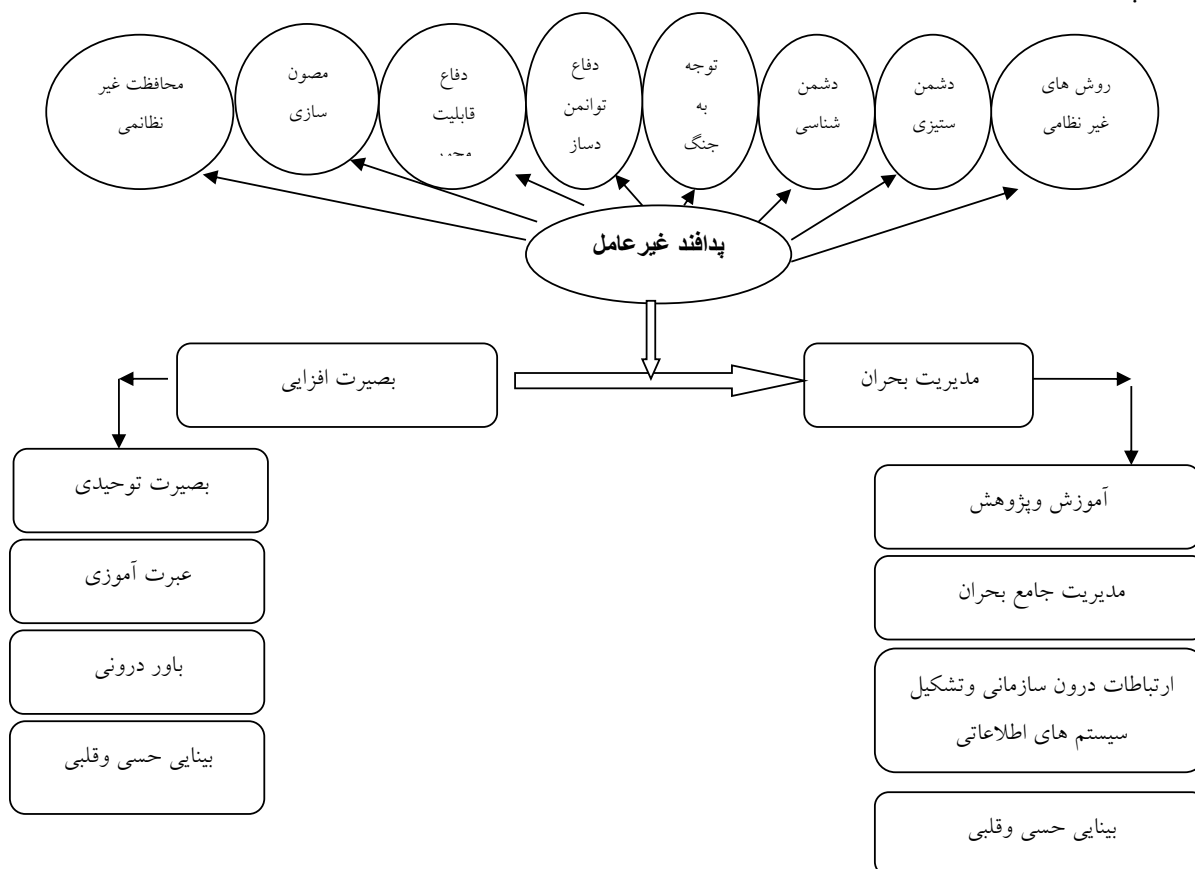 روش های
غیر نظامی
دشمن
ستیزی
دشمن
شناسی
توجه
به
جنگ
دفاع
توانمن
دساز
دفاع
قابلیت
مصون
سازی
محافظت غیر
نظانمی
پدافند غیرعامل
مدیریت بحران
بصیرت افزایی
آموزش وپژوهش
مدیریت جامع بحران
ارتباطات درون سازمانی وتشکیل
سیستم های اطلاعاتی
بینایی حسی وقلبی
بصیرت توحیدی
عبرت آموزی
باور درونی
بینایی حسی وقلبی